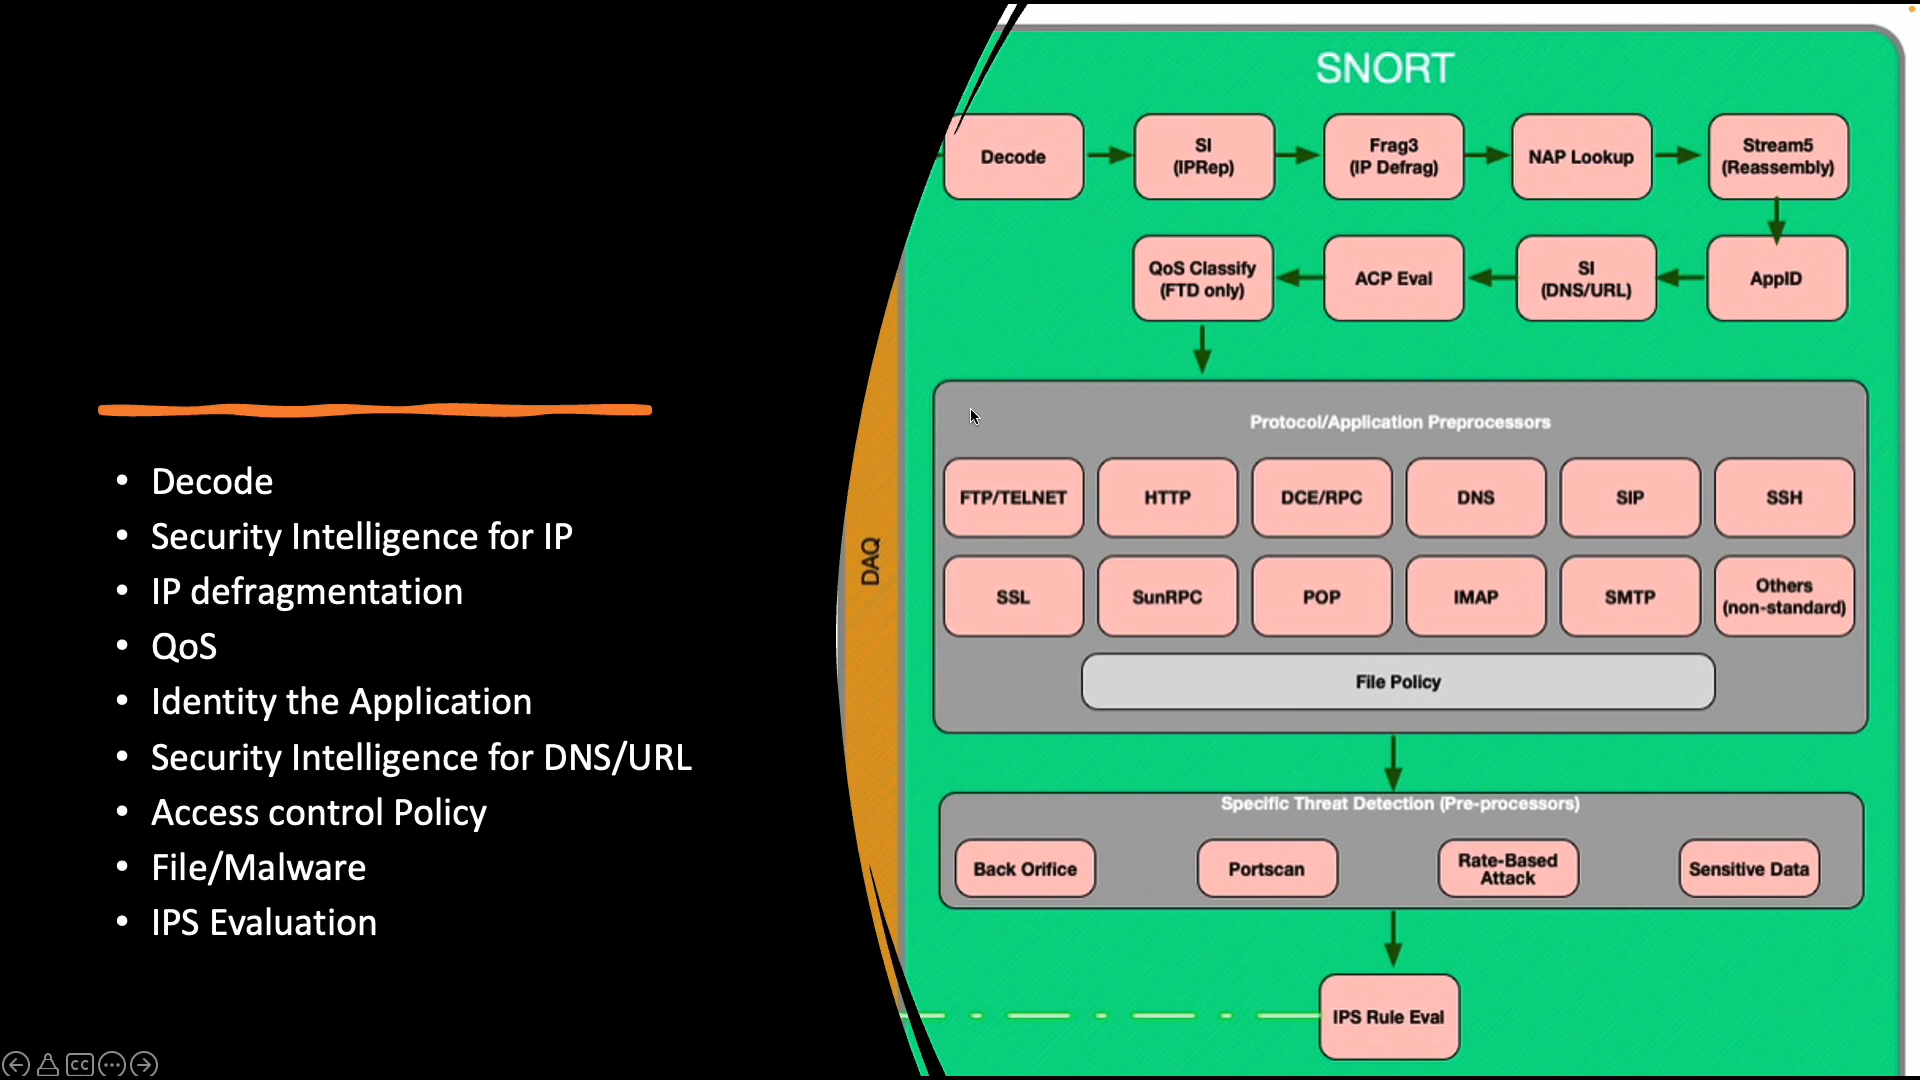 Decode
Security Intelligence for IP
IP defragmentation
QoS
Identity the Application
Security Intelligence for DNS/URL
Access control Policy
File/Malware
IPS Evaluation
DAQ
SNORT
Decode
SI
(IPRep)
Frag3
(IP Defrag)
NAP Lookup
Stream5
(Reassembly)
QoS Classify
(FTD only)
ACP Eval
SI
(DNS/URL)
AppID
Protocol/Application Preprocessors
FTP/TELNET
HTTP
DCE/RPC
DNS
SIP
SSH
SSL
SunRPC
POP
IMAP
SMTP
Others
(non-standard)
File Policy
Specific Threat Detection (Pre-processors)
Back Orifice
Portscan
Rate-Based
Attack
Sensitive Data
IPS Rule Eval
CC